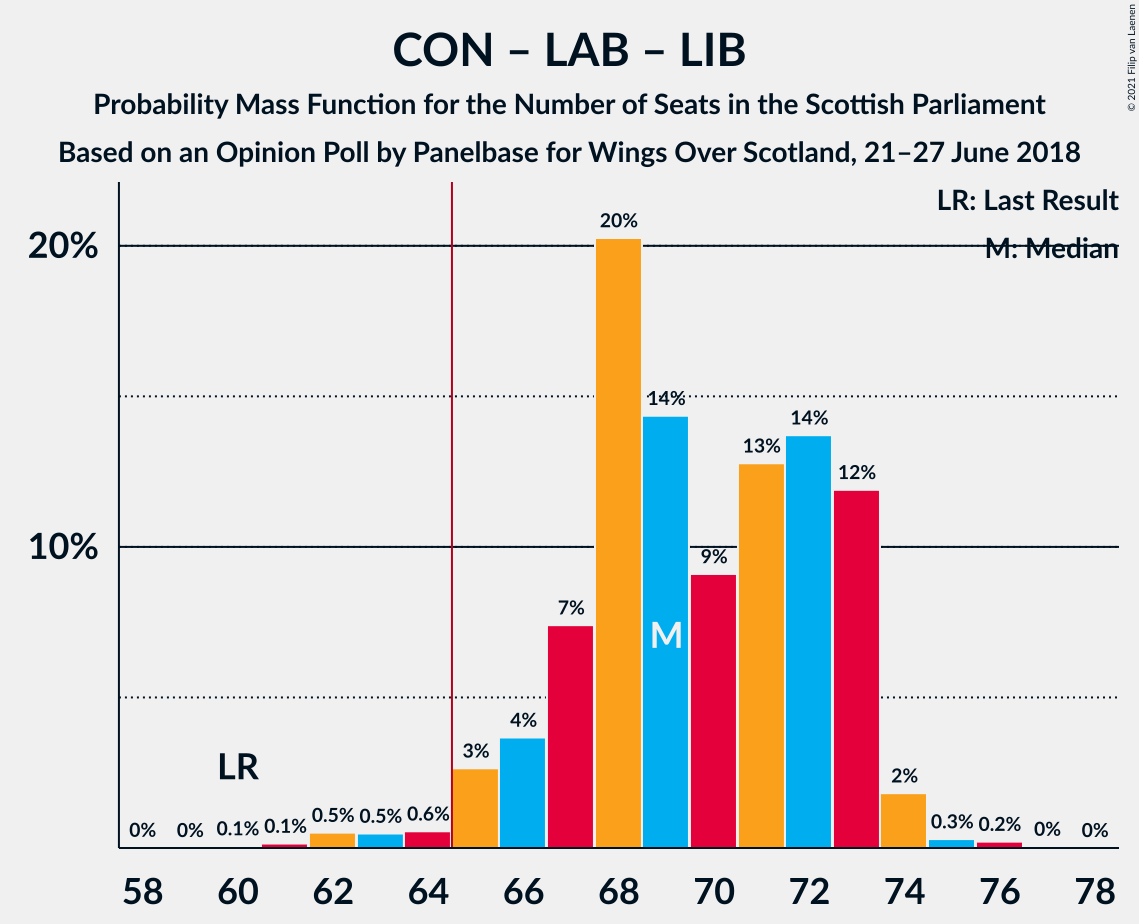 CON – LAB – LIB
Probability Mass Function for the Number of Seats in the Scottish Parliament
Based on an Opinion Poll by Panelbase for Wings Over Scotland, 21–27 June 2018
© 2021 Filip van Laenen
LR: Last Result
M: Median
20%
10%
0% 0% 0.1% 0.1% 0.5% 0.5% 0.6% 3% 4% 7% 20% 14% 9% 13% 14% 12% 2% 0.3% 0.2% 0% 0%
LR
M
58 60 62 64 66 68 70 72 74 76 78